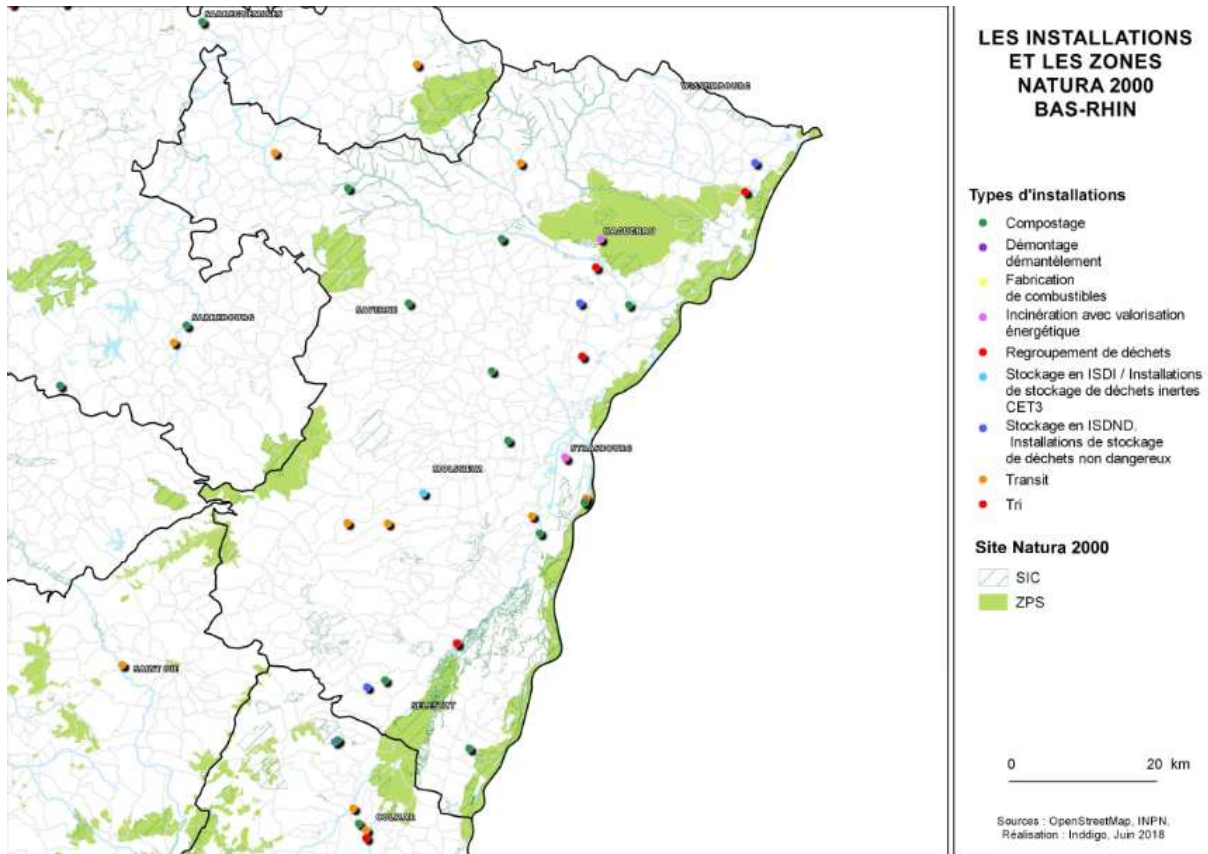 SARREGUEMINES
WISSEMBOURG
HAGUENAU
SAVERNE
SARREBOURG
STRASBOURG
MOLSHEIM
SAINT DIE
SELESTAT
COLMAR
LES INSTALLATIONS
ET LES ZONES
NATURA 2000
BAS-RHIN
Types d'installations
Compostage
Démontage
démantèlement
Fabrication
de combustibles
Incinération avec valorisation
énergétique
Regroupement de déchets
Stockage en ISDI / Installations
de stockage de déchets inertes
CET3
Stockage en ISDND.
Installations de stockage
de déchets non dangereux
Transit
Tri
Site Natura 2000
SIC
ZPS
0 20 km
Sources : OpenStreetMap, INPN.
Réalisation : Inddigo, Juin 2018